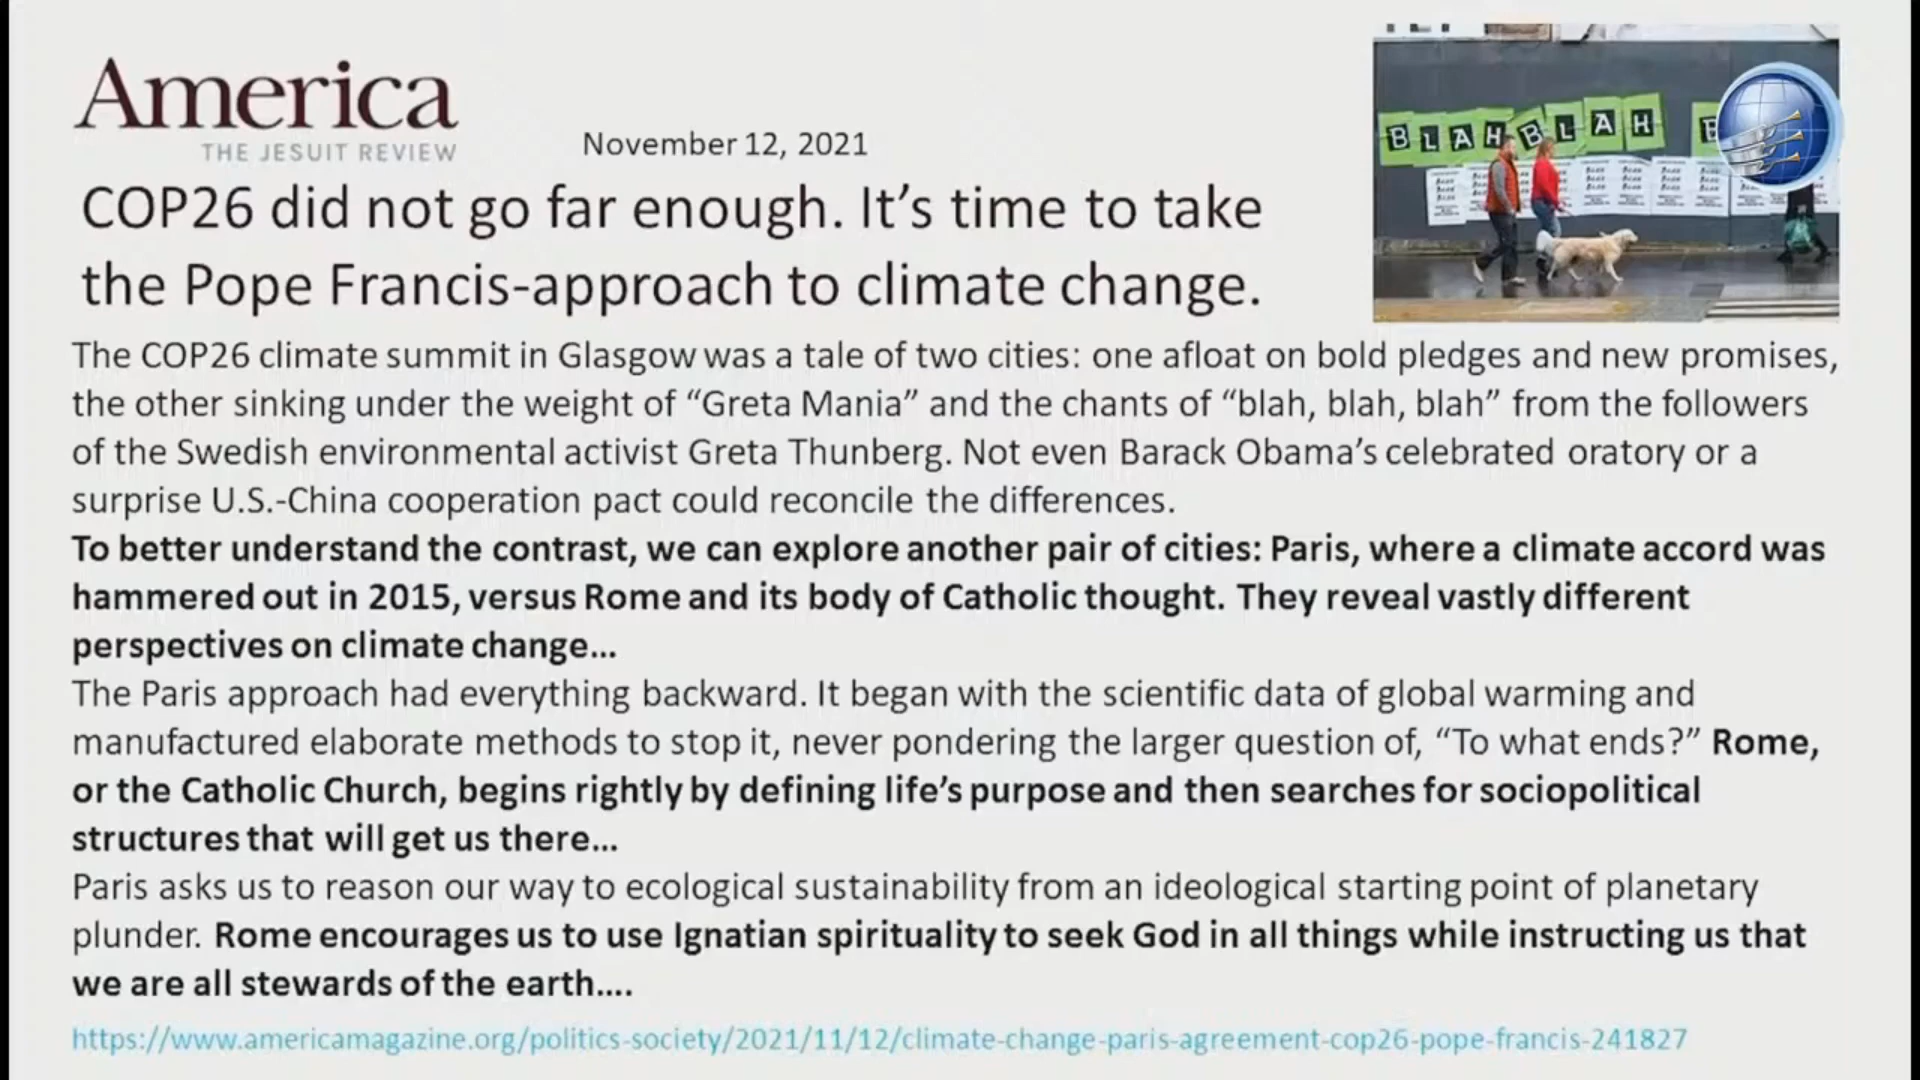 America
THE JESUIT REVIEW
November 12, 2021
BLAH BLAH B
COP26 did not go far enough. It’s time to take
the Pope Francis-approach to climate change.
The COP26 climate summit in Glasgow was a tale of two cities: one afloat on bold pledges and new promises,
the other sinking under the weight of “Greta Mania” and the chants of “blah, blah, blah” from the followers
of the Swedish environmental activist Greta Thunberg. Not even Barack Obama’s celebrated oratory or a
surprise U.S.-China cooperation pact could reconcile the differences.
To better understand the contrast, we can explore another pair of cities: Paris, where a climate accord was
hammered out in 2015, versus Rome and its body of Catholic thought. They reveal vastly different
perspectives on climate change...
The Paris approach had everything backward. It began with the scientific data of global warming and
manufactured elaborate methods to stop it, never pondering the larger question of, “To what ends?” Rome,
or the Catholic Church, begins rightly by defining life’s purpose and then searches for sociopolitical
structures that will get us there...
Paris asks us to reason our way to ecological sustainability from an ideological starting point of planetary
plunder. Rome encourages us to use Ignatian spirituality to seek God in all things while instructing us that
we are all stewards of the earth....
https://www.americamagazine.org/politics-society/2021/11/12/climate-change-paris-agreement-cop26-pope-francis-241827